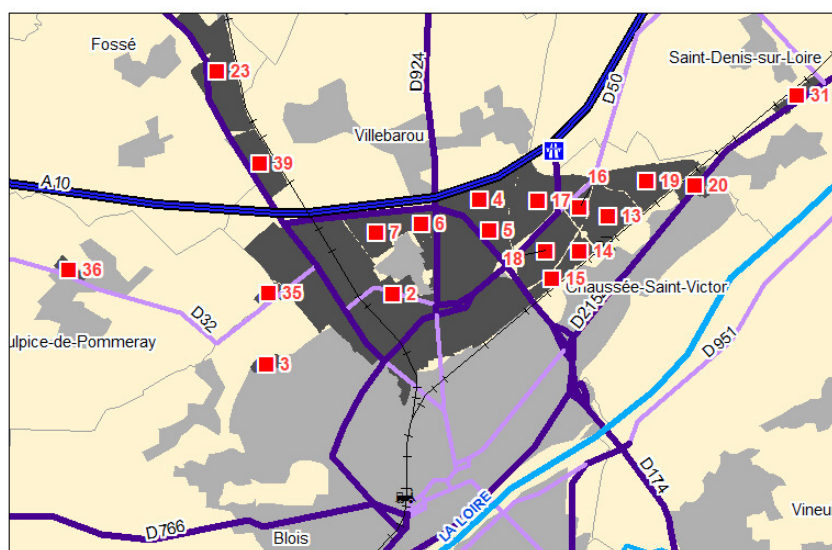 Fossé
Saint-Denis-sur-Loire
23
D924
D50
31
Villebarou
39
A 10
16
19
20
4
17
13
7
6
5
36
18
14
35
2
15
Chaussée-Saint-Victor
D32
D215
ulpice-de-Pommeray
D951
3
D174
LA LOIRE
Vineu
D766
Blois